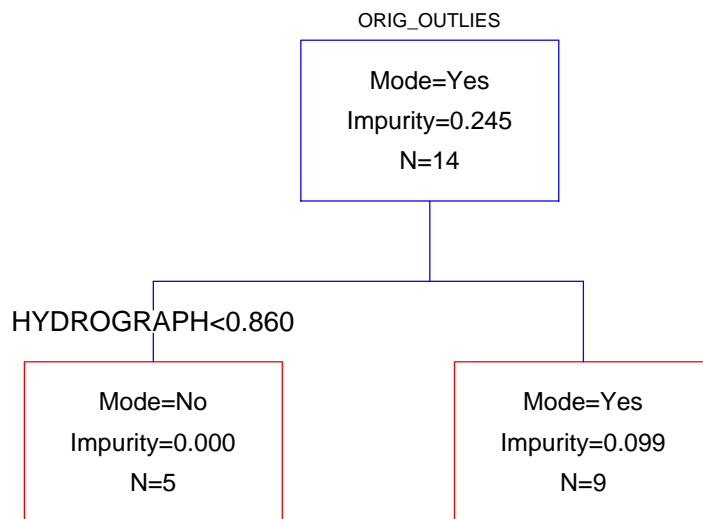 ORIG_OUTLIES
Mode=Yes
Impurity=0.245
N=14
HYDROGRAPH<0.860
Mode=No
Impurity=0.000
N=5
Mode=Yes
Impurity=0.099
N=9